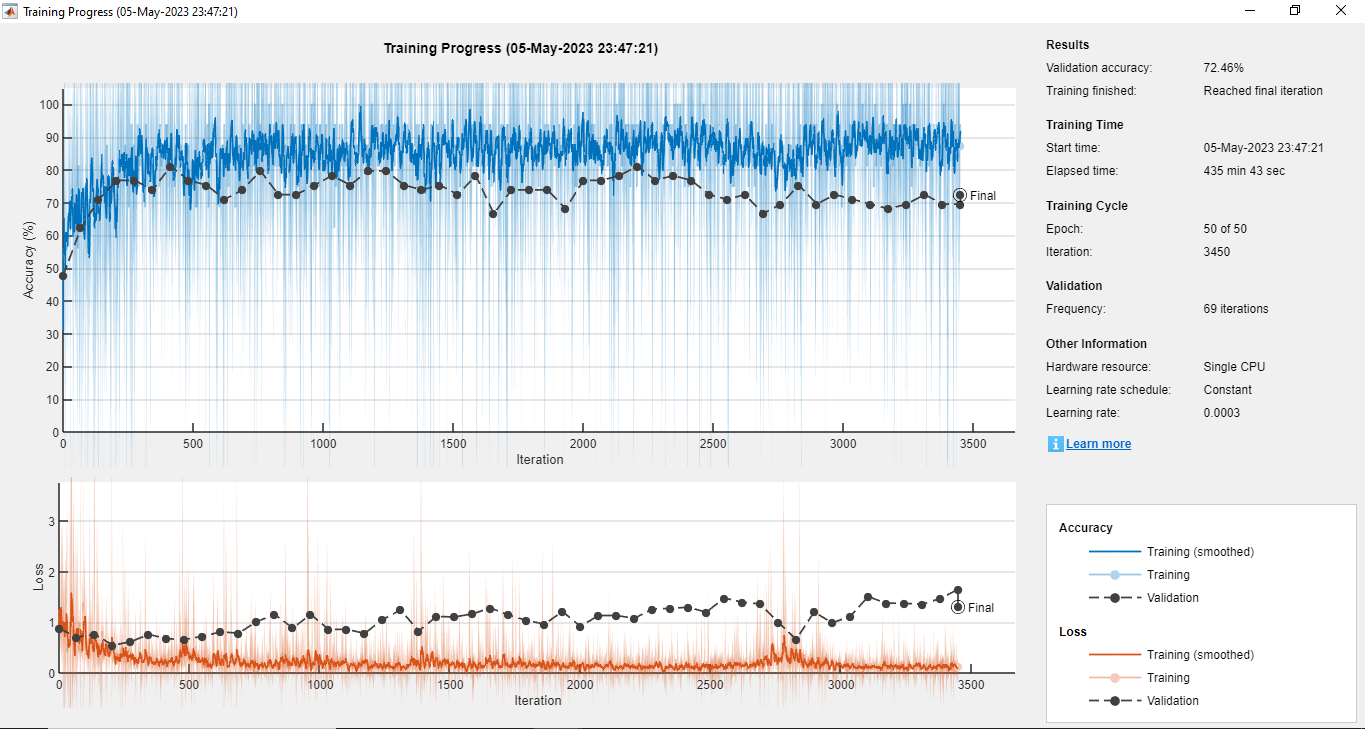 Training Progress (05-May-2023 23:47:21)
Training Progress (05-May-2023 23:47:21)
100
90
80
70
60
50
40
30
20
10
0
Accuracy (%)
Final
0 500 1000 1500 2000 2500 3000 3500
Iteration
3
2
1
0
Loss
Final
0 500 1000 1500 2000 2500 3000 3500
Iteration
Results
Validation accuracy: 72.46%
Training finished: Reached final iteration
Training Time
Start time: 05-May-2023 23:47:21
Elapsed time: 435 min 43 sec
Training Cycle
Epoch: 50 of 50
Iteration: 3450
Validation
Frequency: 69 iterations
Other Information
Hardware resource: Single CPU
Learning rate schedule: Constant
Learning rate: 0.0003
i Learn more
Accuracy
Training (smoothed)
Training
Validation
Loss
Training (smoothed)
Training
Validation